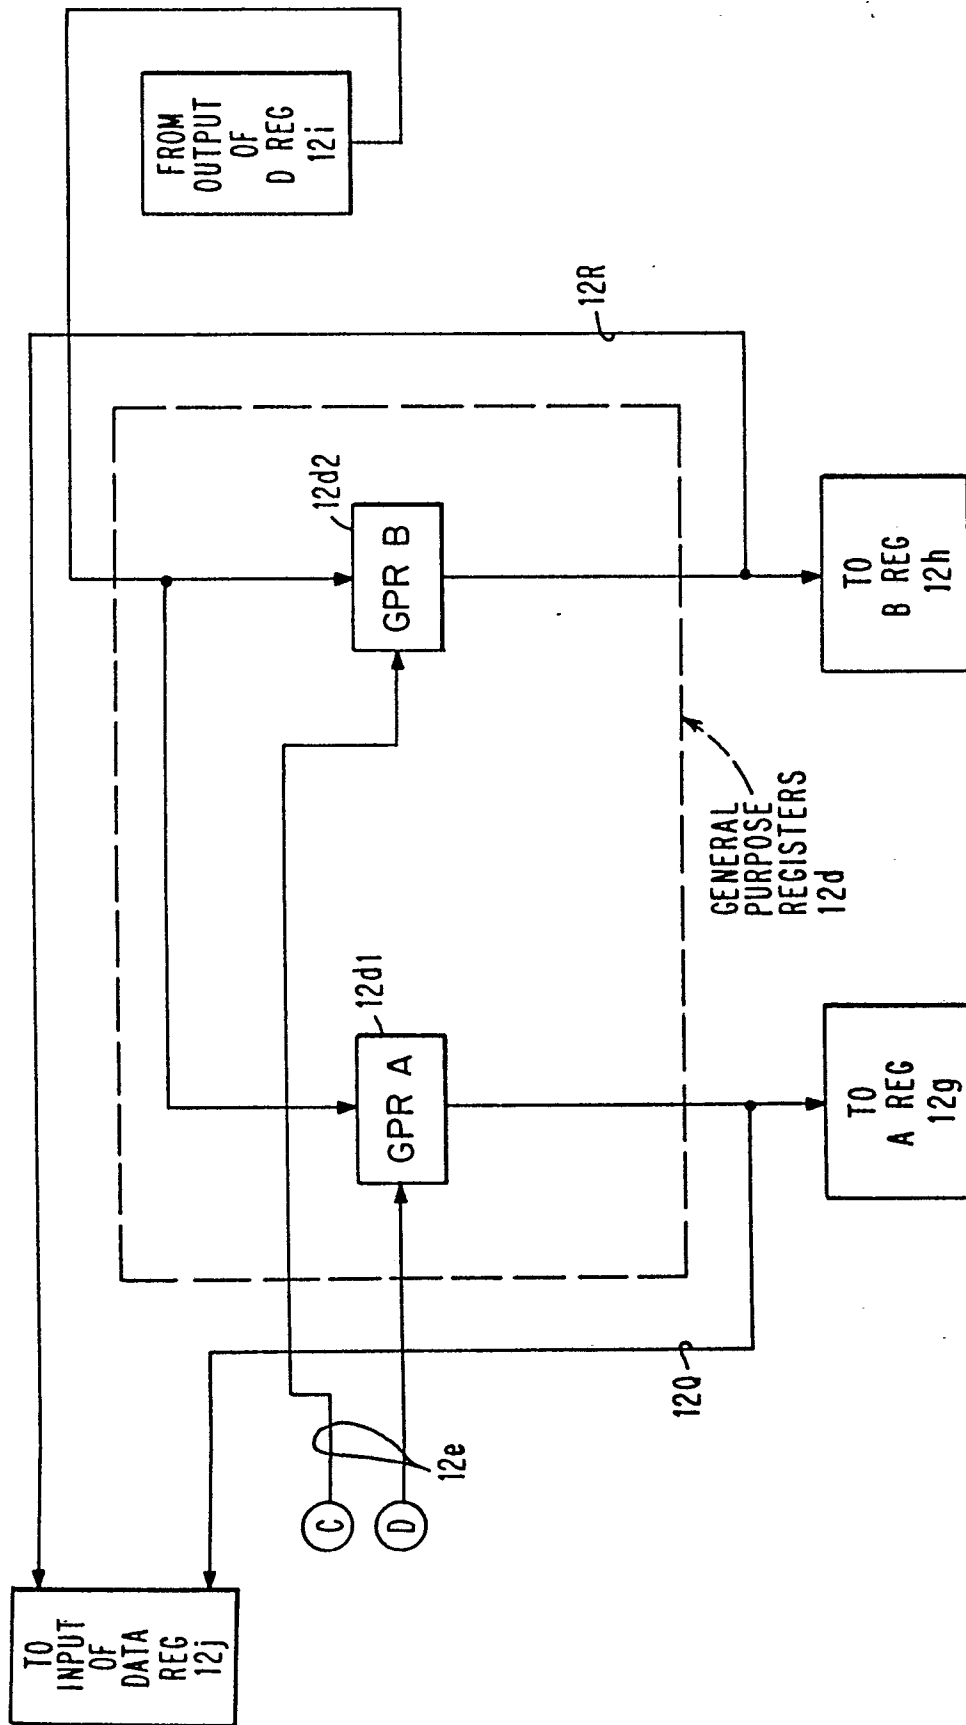 TO
INPUT
OF
DATA
REG
12j
FROM
OUTPUT
OF
D REG
12i
C
D
12e
12Q
12R
12d1
GPR A
12d2
GPR B
GENERAL
PURPOSE
REGISTERS
12d
TO
A REG
12g
TO
B REG
12h